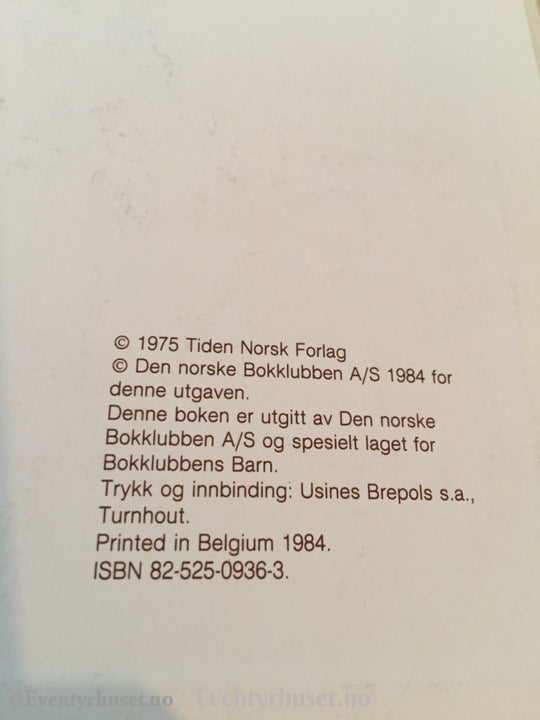 © 1975 Tiden Norsk Forlag
© Den norske Bokklubben A/S 1984 for
denne utgaven.
Denne boken er utgitt av Den norske
Bokklubben A/S og spesielt laget for
Bokklubbens Barn.
Trykk og innbinding: Usines Brepols s.a.,
Turnhout.
Printed in Belgium 1984.
ISBN 82-525-0936-3.
©Eventyrhuset.no © Eventyrhuset.no